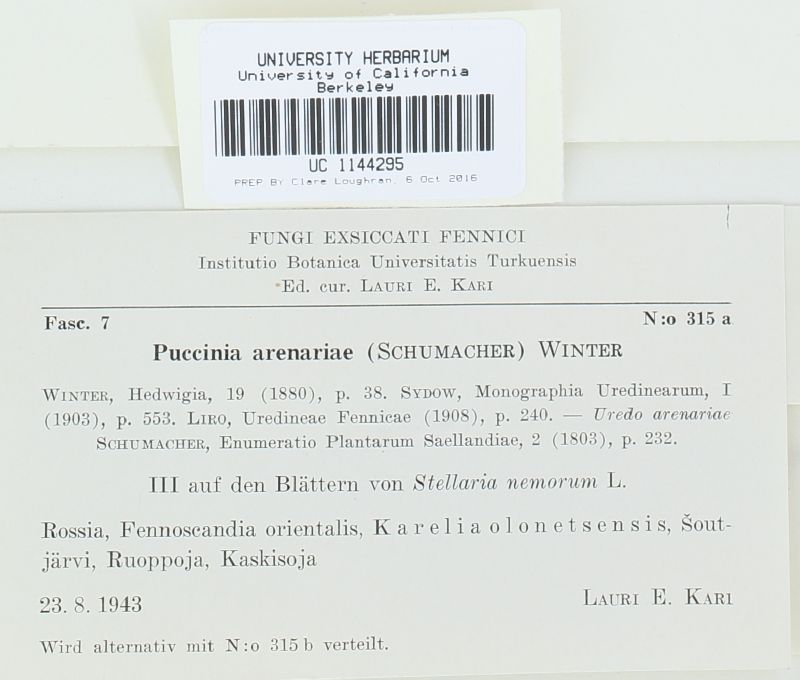 UNIVERSITY HERBARIUM
University of California
Berkeley
UC 1144295
PREP BY Clare Loughran, 6 Oct 2016
FUNGI EXSICCATI FENNICI
Institutio Botanica Universitatis Turkuensis
Ed. cur. LAURI E. KARI
Fasc. 7 N:o 315 a
Puccinia arenariae (SCHUMACHER) WINTER
WINTER, Hedwigia, 19 (1880), p. 38. SYDOW, Monographia Uredinearum, I
(1903), p. 553. LIRO, Uredineae Fennicae (1908), p. 240. — Uredo arenariae
SCHUMACHER, Enumeratio Plantarum Saellandiae, 2 (1803), p. 232.
III auf den Blättern von Stellaria nemorum L.
Rossia, Fennoscandia orientalis, Karelia olonetsensis, Šout-
järvi, Ruoppoja, Kaskisoja
23. 8. 1943 LAURI E. KARI
Wird alternativ mit N:o 315 b verteilt.